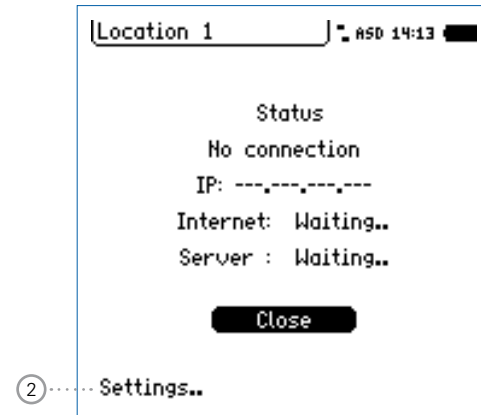 Location 1 ASD 14:13
Status
No connection
IP: ---.---.---.---
Internet: Waiting..
Server : Waiting..
Close
2 Settings..